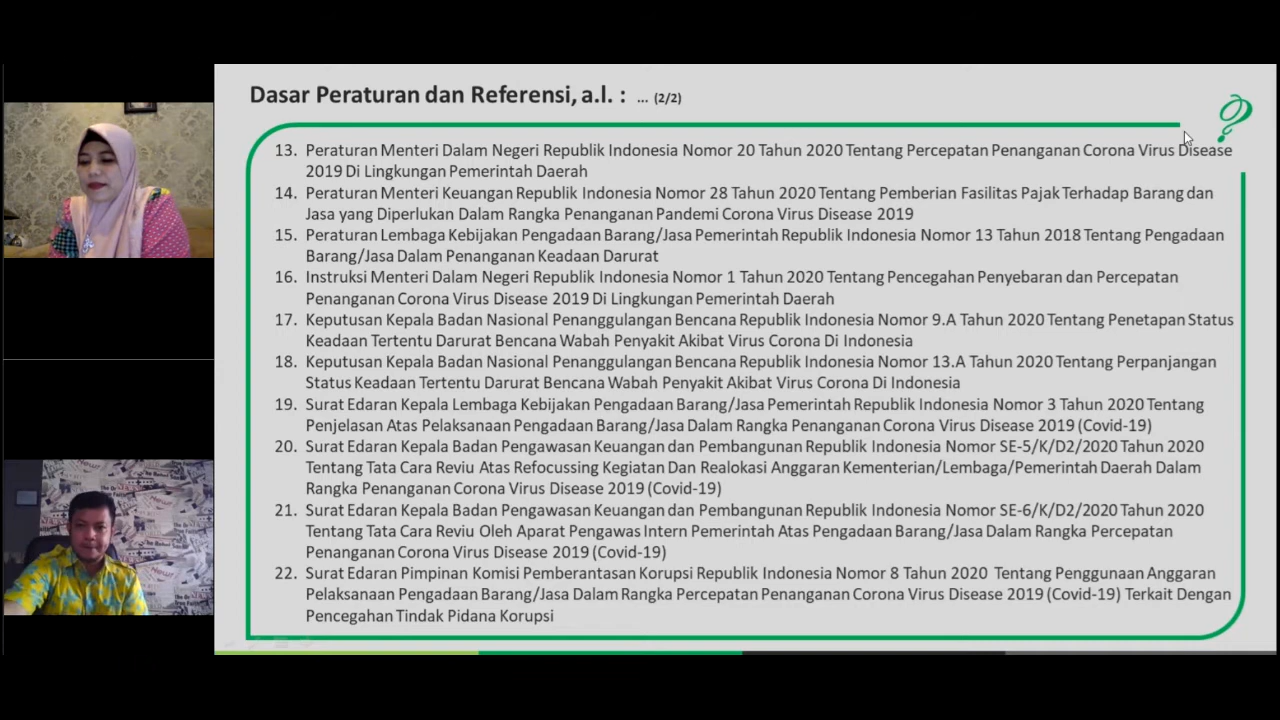 Dasar Peraturan dan Referensi, a.l. : ... (2/2)
13. Peraturan Menteri Dalam Negeri Republik Indonesia Nomor 20 Tahun 2020 Tentang Percepatan Penanganan Corona Virus Disease
2019 Di Lingkungan Pemerintah Daerah
14. Peraturan Menteri Keuangan Republik Indonesia Nomor 28 Tahun 2020 Tentang Pemberian Fasilitas Pajak Terhadap Barang dan
Jasa yang Diperlukan Dalam Rangka Penanganan Pandemi Corona Virus Disease 2019
15. Peraturan Lembaga Kebijakan Pengadaan Barang/Jasa Pemerintah Republik Indonesia Nomor 13 Tahun 2018 Tentang Pengadaan
Barang/Jasa Dalam Penanganan Keadaan Darurat
16. Instruksi Menteri Dalam Negeri Republik Indonesia Nomor 1 Tahun 2020 Tentang Pencegahan Penyebaran dan Percepatan
Penanganan Corona Virus Disease 2019 Di Lingkungan Pemerintah Daerah
17. Keputusan Kepala Badan Nasional Penanggulangan Bencana Republik Indonesia Nomor 9.A Tahun 2020 Tentang Penetapan Status
Keadaan Tertentu Darurat Bencana Wabah Penyakit Akibat Virus Corona Di Indonesia
18. Keputusan Kepala Badan Nasional Penanggulangan Bencana Republik Indonesia Nomor 13.A Tahun 2020 Tentang Perpanjangan
Status Keadaan Tertentu Darurat Bencana Wabah Penyakit Akibat Virus Corona Di Indonesia
19. Surat Edaran Kepala Lembaga Kebijakan Pengadaan Barang/Jasa Pemerintah Republik Indonesia Nomor 3 Tahun 2020 Tentang
Penjelasan Atas Pelaksanaan Pengadaan Barang/Jasa Dalam Rangka Penanganan Corona Virus Disease 2019 (Covid-19)
20. Surat Edaran Kepala Badan Pengawasan Keuangan dan Pembangunan Republik Indonesia Nomor SE-5/K/D2/2020 Tahun 2020
Tentang Tata Cara Reviu Atas Refocussing Kegiatan Dan Realokasi Anggaran Kementerian/Lembaga/Pemerintah Daerah Dalam
Rangka Penanganan Corona Virus Disease 2019 (Covid-19)
21. Surat Edaran Kepala Badan Pengawasan Keuangan dan Pembangunan Republik Indonesia Nomor SE-6/K/D2/2020 Tahun 2020
Tentang Tata Cara Reviu Oleh Aparat Pengawas Intern Pemerintah Atas Pengadaan Barang/Jasa Dalam Rangka Percepatan
Penanganan Corona Virus Disease 2019 (Covid-19)
22. Surat Edaran Pimpinan Komisi Pemberantasan Korupsi Republik Indonesia Nomor 8 Tahun 2020 Tentang Penggunaan Anggaran
Pelaksanaan Pengadaan Barang/Jasa Dalam Rangka Percepatan Penanganan Corona Virus Disease 2019 (Covid-19) Terkait Dengan
Pencegahan Tindak Pidana Korupsi